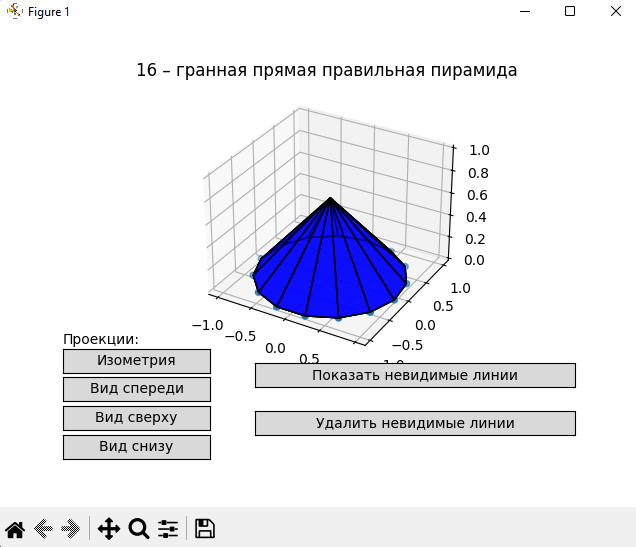 Figure 1
16 – гранная прямая правильная пирамида
1.0
0.8
0.6
0.4
0.2
0.0
1.0
0.5
0.0
−0.5
−1.0
−0.5
0.0
0.5
Проекции:
Изометрия
Вид спереди
Вид сверху
Вид снизу
Показать невидимые линии
Удалить невидимые линии